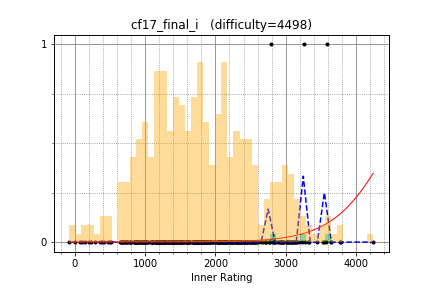 cf17_final_i (difficulty=4498)
1
0
0 1000 2000 3000 4000
Inner Rating